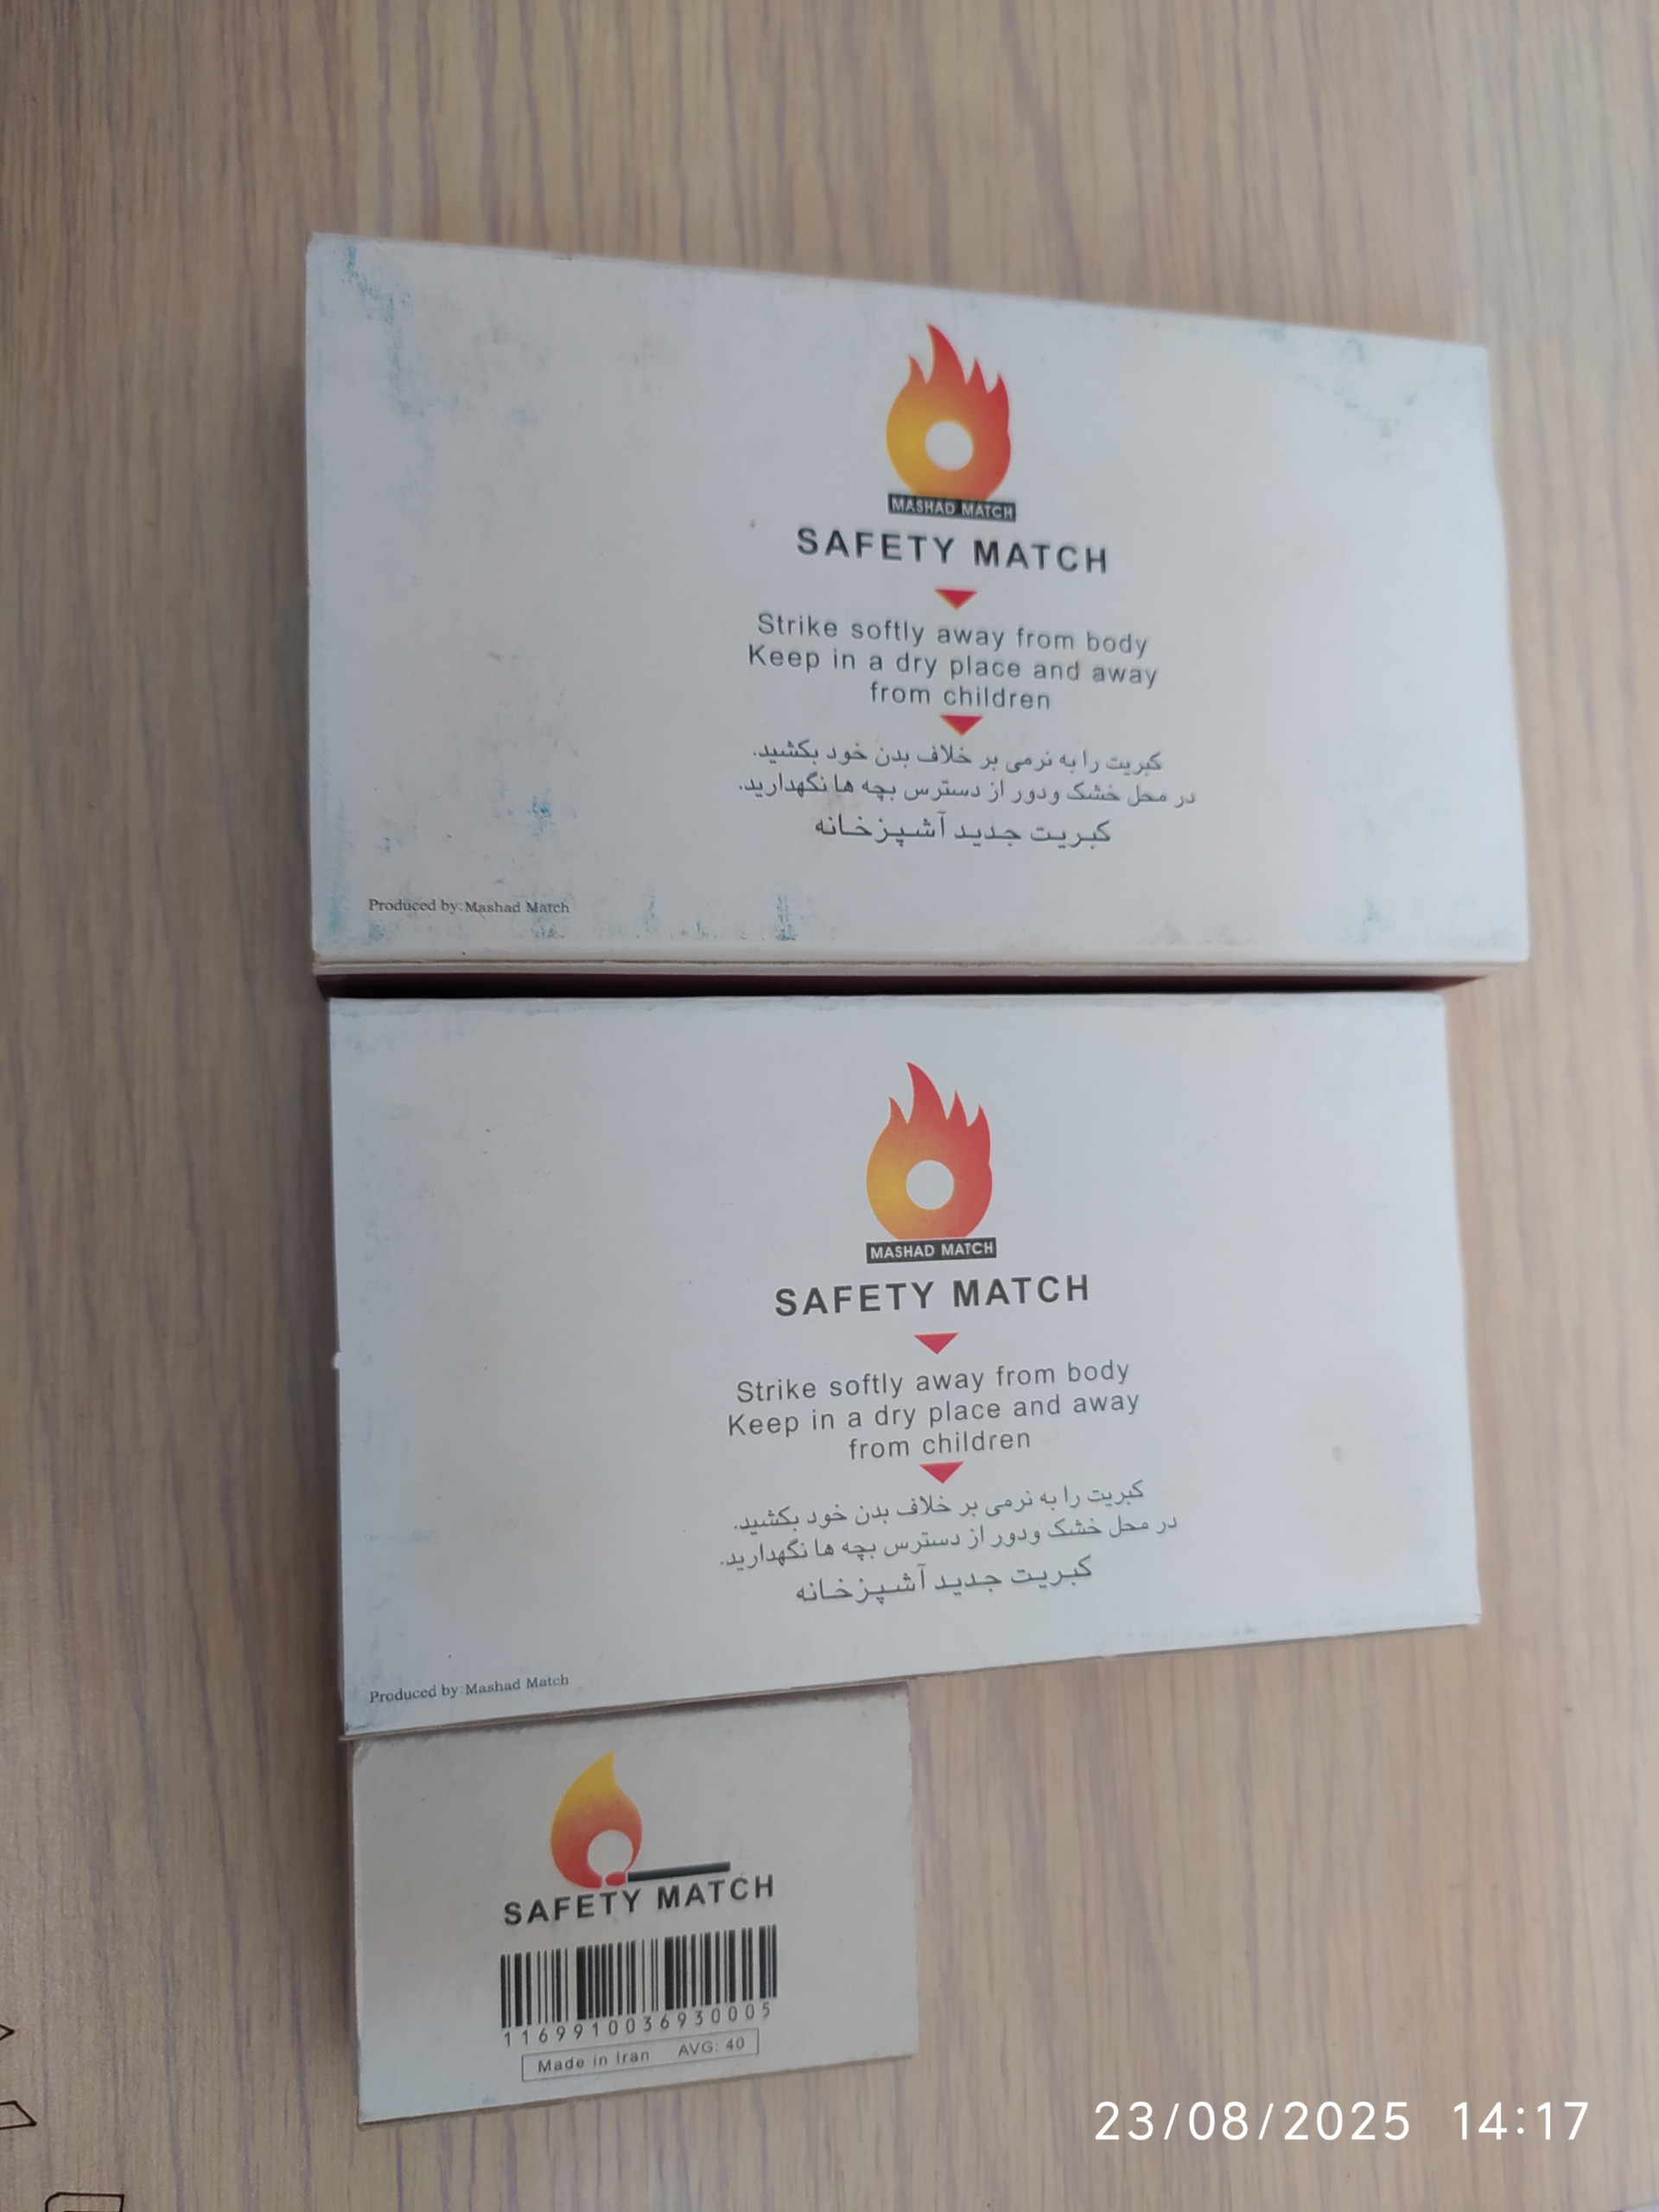 MASHAD MATCH
SAFETY MATCH
Strike softly away from body
Keep in a dry place and away
from children
کبریت را به نرمی بر خلاف بدن خود بکشید.
در محل خشک ودور از دسترس بچه ها نگهدارید.
کبریت جدید آشپزخانه
Produced by: Mashad Match
MASHAD MATCH
SAFETY MATCH
Strike softly away from body
Keep in a dry place and away
from children
کبریت را به نرمی بر خلاف بدن خود بکشید.
در محل خشک ودور از دسترس بچه ها نگهدارید.
کبریت جدید آشپزخانه
Produced by: Mashad Match
SAFETY MATCH
1169910036930005
Made in Iran AVG: 40
23/08/2025 14:17